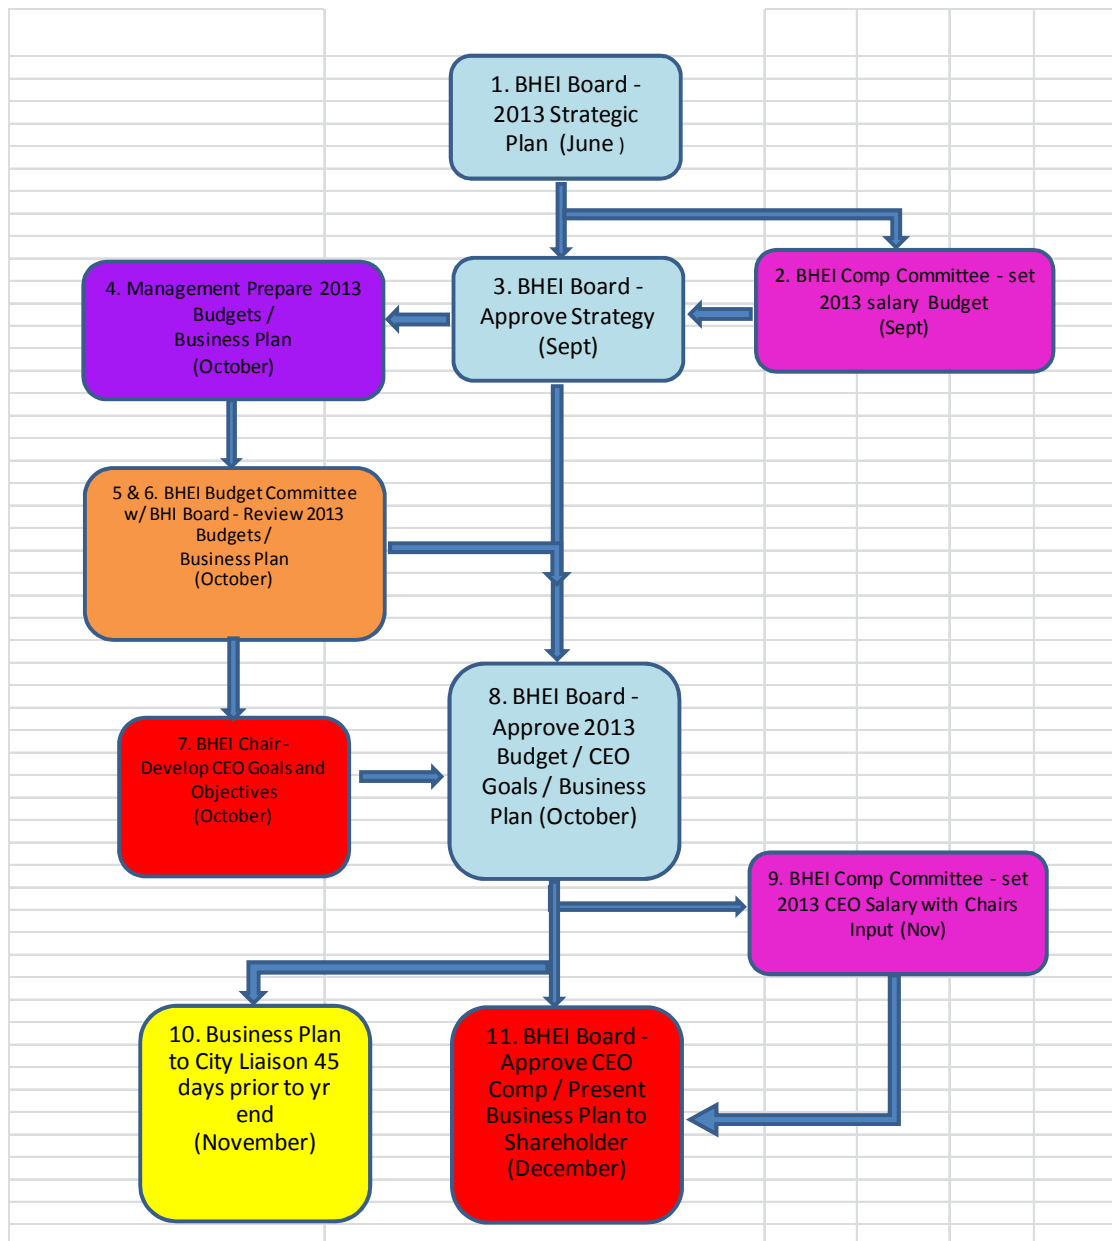 1. BHEI Board -
2013 Strategic
Plan (June )
2. BHEI Comp Committee - set
2013 salary Budget
(Sept)
3. BHEI Board -
Approve Strategy
(Sept)
4. Management Prepare 2013
Budgets /
Business Plan
(October)
5 & 6. BHEI Budget Committee
w/ BHI Board - Review 2013
Budgets /
Business Plan
(October)
7. BHEI Chair -
Develop CEO Goals and
Objectives
(October)
8. BHEI Board -
Approve 2013
Budget / CEO
Goals / Business
Plan (October)
9. BHEI Comp Committee - set
2013 CEO Salary with Chairs
Input (Nov)
10. Business Plan
to City Liaison 45
days prior to yr
end
(November)
11. BHEI Board -
Approve CEO
Comp / Present
Business Plan to
Shareholder
(December)